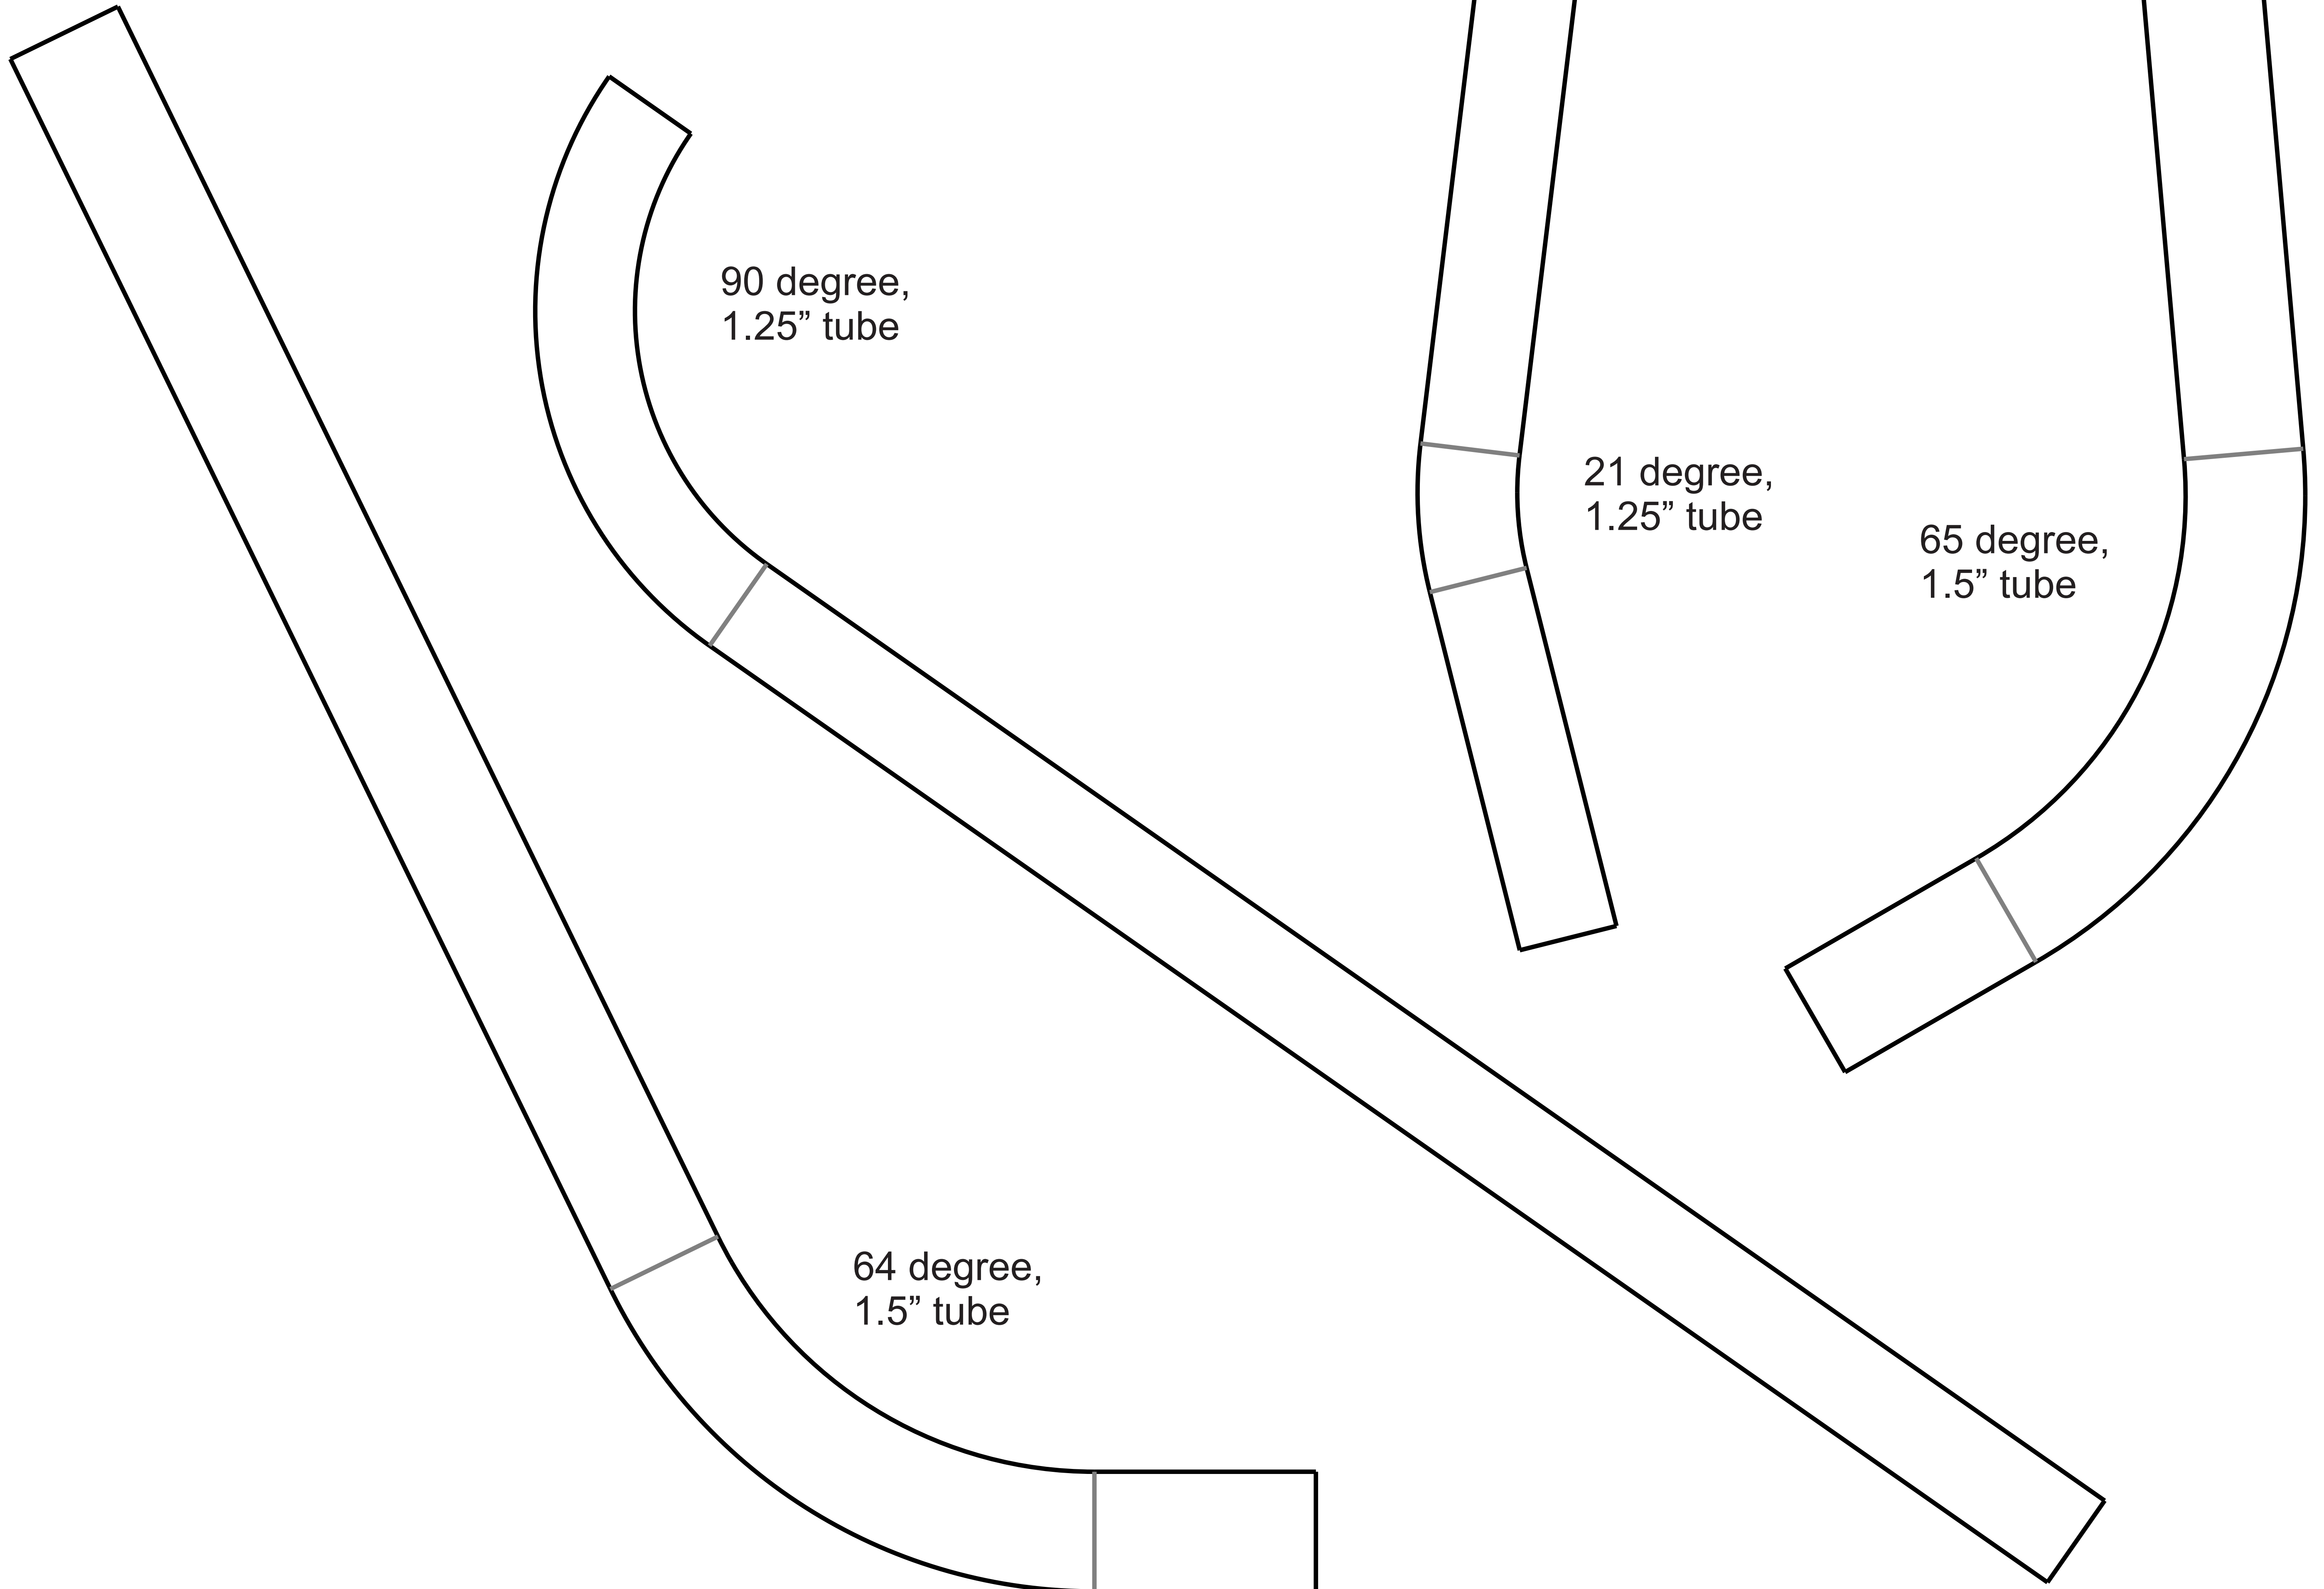 90 degree,
1.25” tube
21 degree,
1.25” tube
65 degree,
1.5” tube
64 degree,
1.5” tube